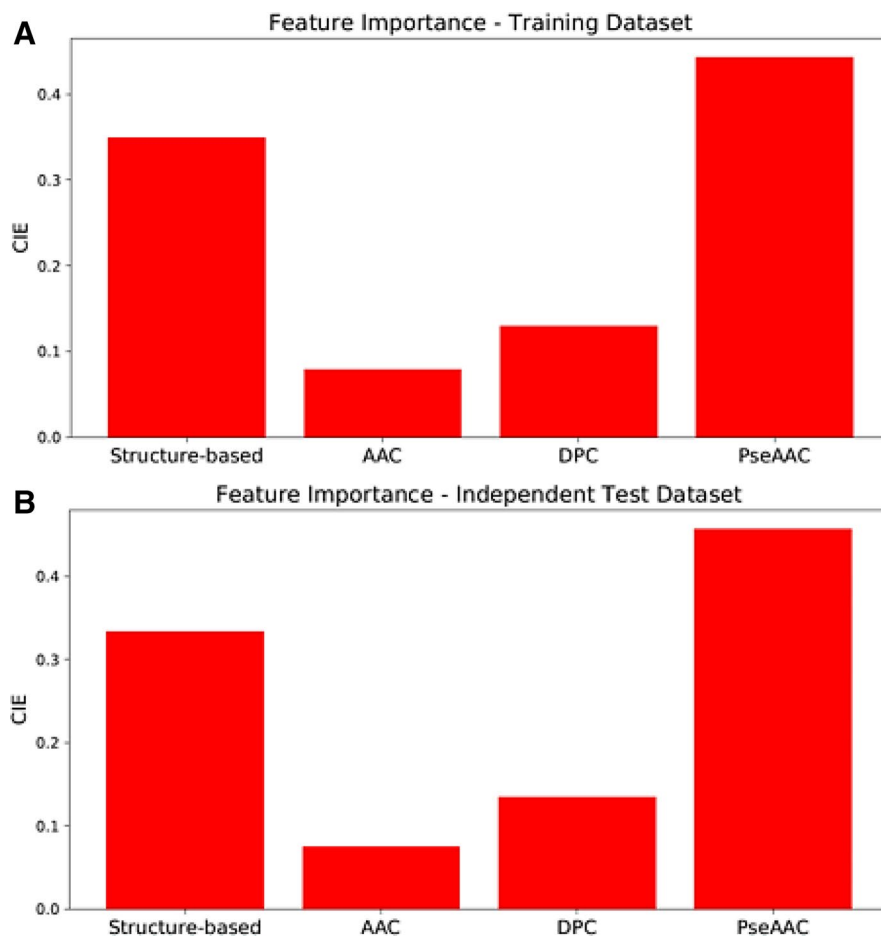 A
Feature Importance - Training Dataset
0.4
0.3
0.2
0.1
0.0
CIE
Structure-based AAC DPC PseAAC
B
Feature Importance - Independent Test Dataset
0.4
0.3
0.2
0.1
0.0
CIE
Structure-based AAC DPC PseAAC